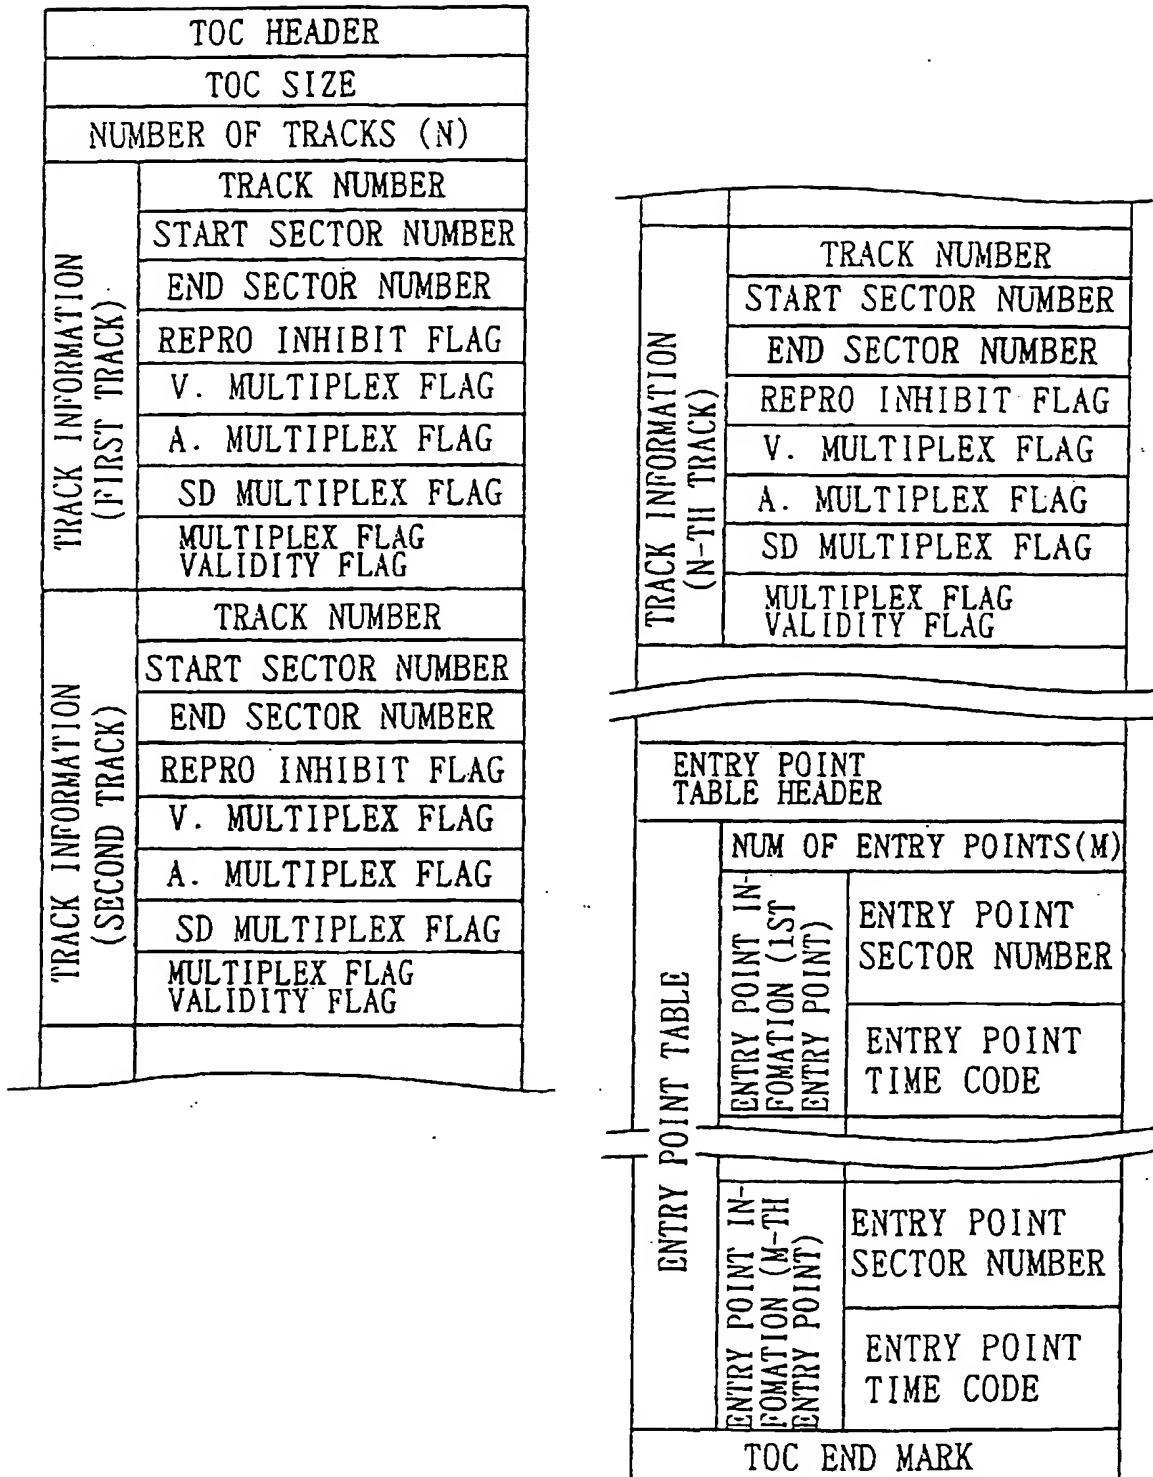 TOC HEADER
TOC SIZE
NUMBER OF TRACKS (N)
TRACK INFORMATION
(FIRST TRACK)
TRACK NUMBER
START SECTOR NUMBER
END SECTOR NUMBER
REPRO INHIBIT FLAG
V. MULTIPLEX FLAG
A. MULTIPLEX FLAG
SD MULTIPLEX FLAG
MULTIPLEX FLAG
VALIDITY FLAG
TRACK INFORMATION
(SECOND TRACK)
TRACK NUMBER
START SECTOR NUMBER
END SECTOR NUMBER
REPRO INHIBIT FLAG
V. MULTIPLEX FLAG
A. MULTIPLEX FLAG
SD MULTIPLEX FLAG
MULTIPLEX FLAG
VALIDITY FLAG
TRACK INFORMATION
(N-TH TRACK)
TRACK NUMBER
START SECTOR NUMBER
END SECTOR NUMBER
REPRO INHIBIT FLAG
V. MULTIPLEX FLAG
A. MULTIPLEX FLAG
SD MULTIPLEX FLAG
MULTIPLEX FLAG
VALIDITY FLAG
ENTRY POINT
TABLE HEADER
ENTRY POINT TABLE
NUM OF ENTRY POINTS(M)
ENTRY POINT IN-
FOMATION (1ST
ENTRY POINT)
ENTRY POINT
SECTOR NUMBER
ENTRY POINT
TIME CODE
ENTRY POINT IN-
FOMATION (M-TH
ENTRY POINT)
ENTRY POINT
SECTOR NUMBER
ENTRY POINT
TIME CODE
TOC END MARK